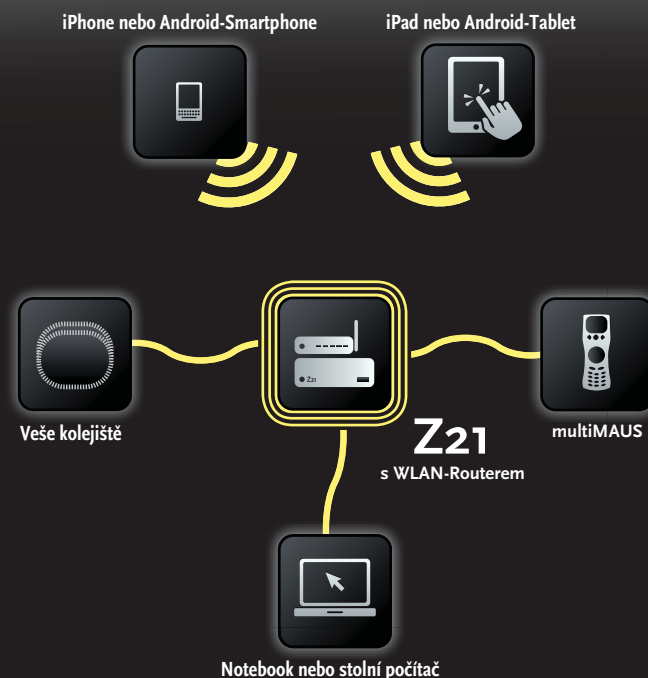 iPhone nebo Android-Smartphone
iPad nebo Android-Tablet
Z21
Veše kolejiště
Z21
s WLAN-Routerem
multiMAUS
Notebook nebo stolní počítač